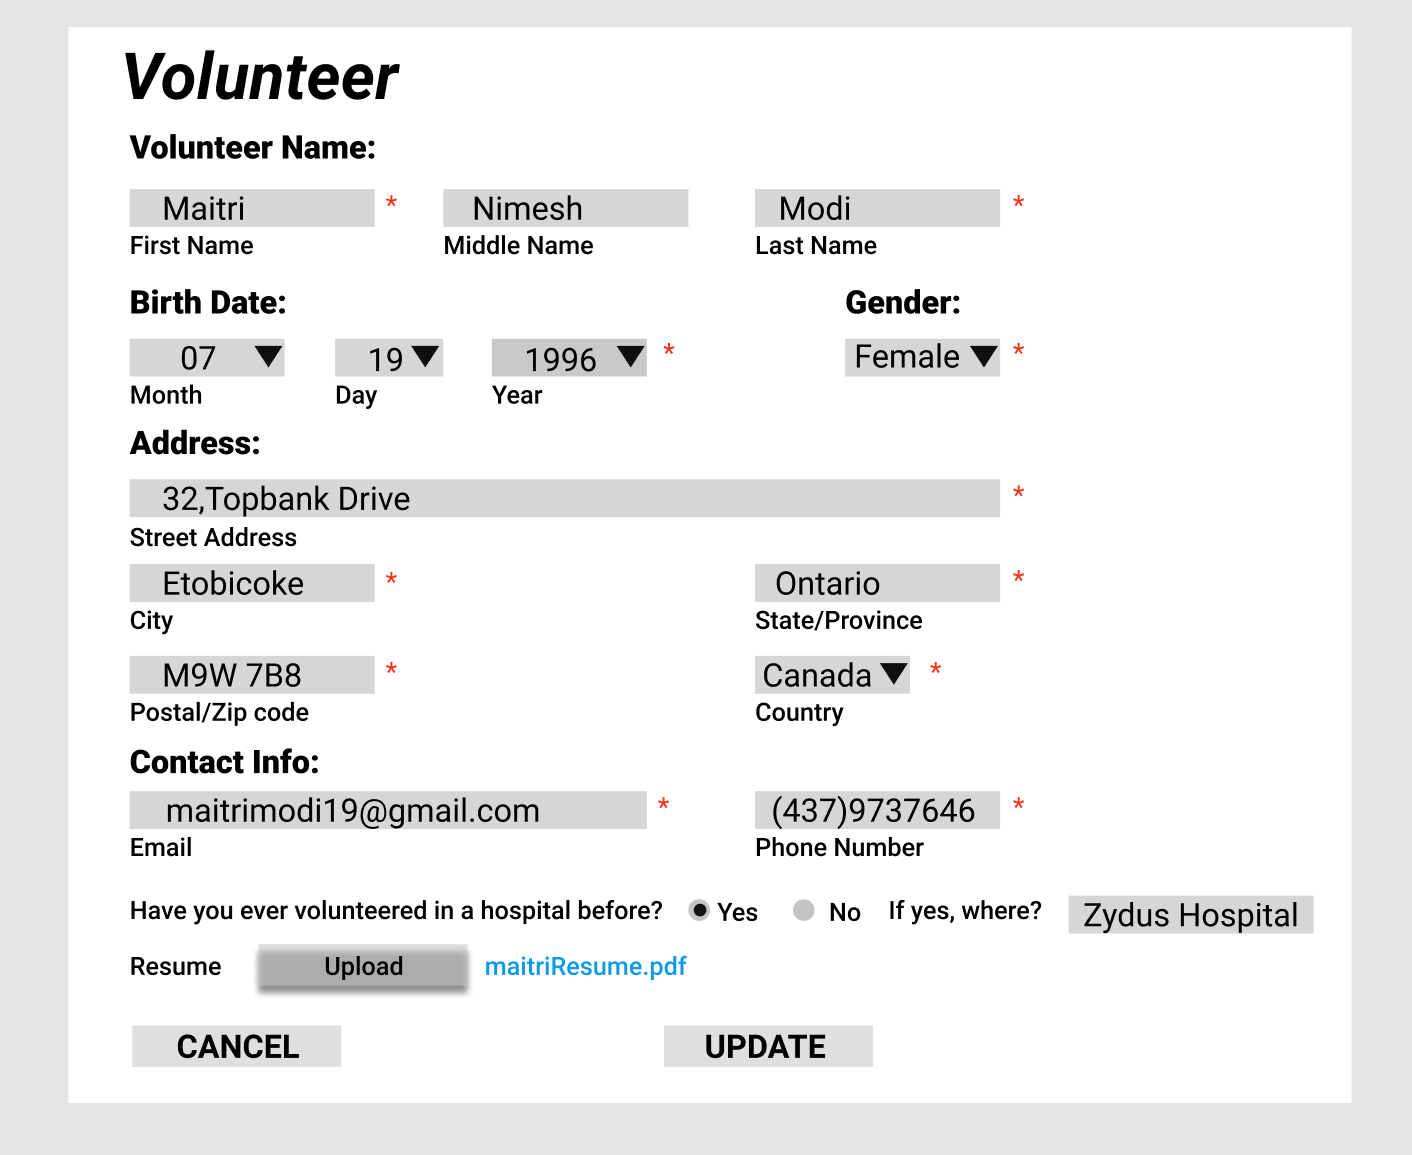 Volunteer
Volunteer Name:
Maitri * Nimesh Modi *
First Name Middle Name Last Name
Birth Date: Gender:
07 19 1996 * Female *
Month Day Year
Address:
32,Topbank Drive *
Street Address
Etobicoke * Ontario *
City State/Province
M9W 7B8 * Canada *
Postal/Zip code Country
Contact Info:
maitrimodi19@gmail.com * (437)9737646 *
Email Phone Number
Have you ever volunteered in a hospital before? Yes No If yes, where? Zydus Hospital
Resume Upload maitriResume.pdf
CANCEL UPDATE